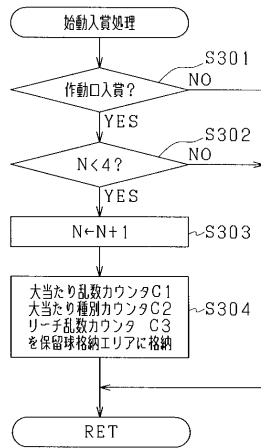 始動入賞処理
S301
作動口入賞?
NO
YES
S302
N<4?
NO
YES
N←N+1
S303
大当たり乱数カウンタC1
大当たり種別カウンタC2
リーチ乱数カウンタ C3
を保留球格納エリアに格納
S304
RET